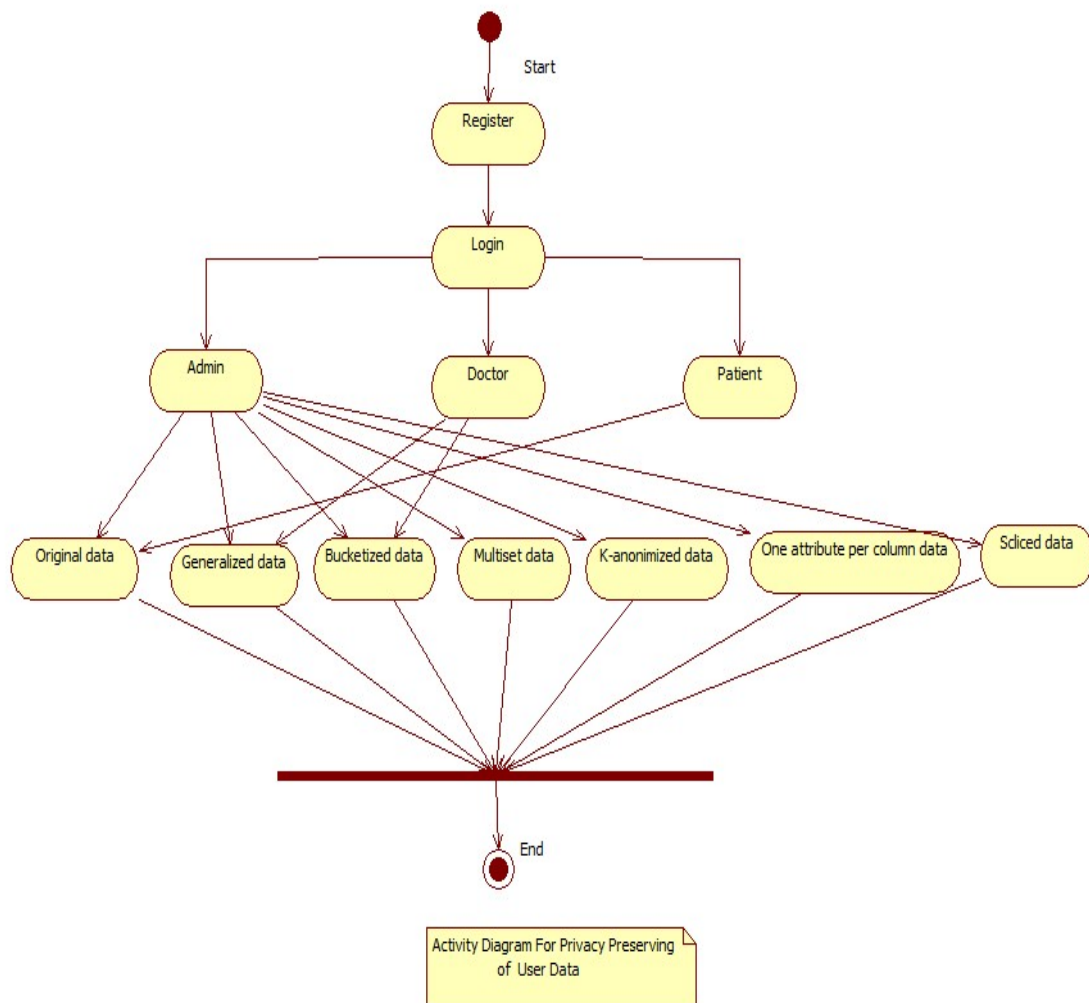 Start
Register
Login
Admin
Doctor
Patient
Original data
Generalized data
Bucketized data
Multiset data
K-anonimized data
One attribute per column data
Scliced data
End
Activity Diagram For Privacy Preserving
of User Data